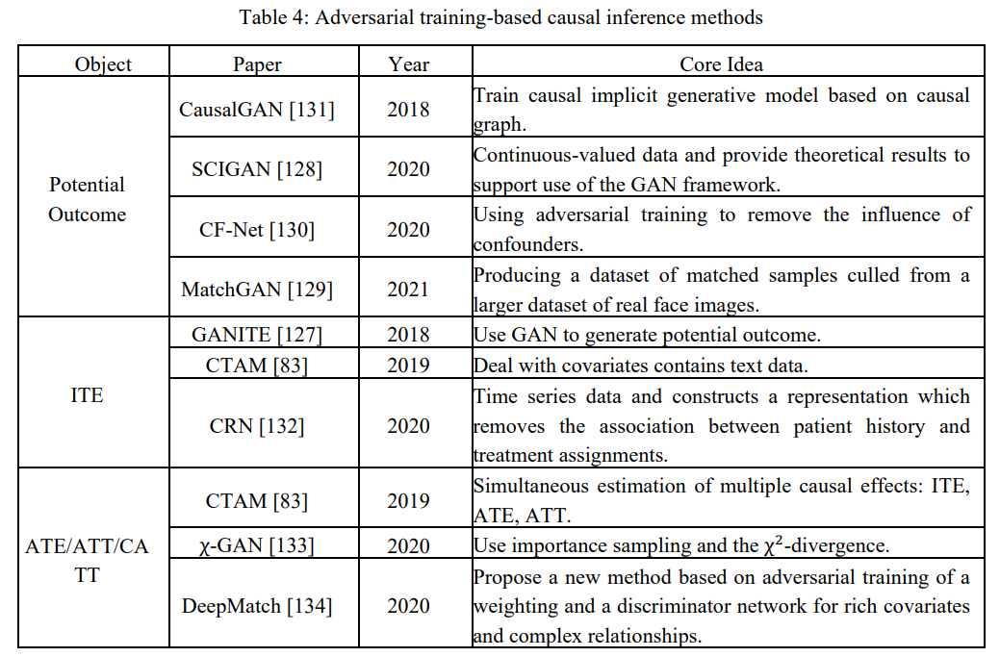 Table 4: Adversarial training-based causal inference methods
Object Paper Year Core Idea
Potential
Outcome
CausalGAN [131] 2018
Train causal implicit generative model based on causal
graph.
SCIGAN [128] 2020
Continuous-valued data and provide theoretical results to
support use of the GAN framework.
CF-Net [130] 2020
Using adversarial training to remove the influence of
confounders.
MatchGAN [129] 2021
Producing a dataset of matched samples culled from a
larger dataset of real face images.
ITE
GANITE [127] 2018 Use GAN to generate potential outcome.
CTAM [83] 2019 Deal with covariates contains text data.
CRN [132] 2020
Time series data and constructs a representation which
removes the association between patient history and
treatment assignments.
ATE/ATT/CA
TT
CTAM [83] 2019
Simultaneous estimation of multiple causal effects: ITE,
ATE, ATT.
χ-GAN [133] 2020 Use importance sampling and the χ²-divergence.
DeepMatch [134] 2020
Propose a new method based on adversarial training of a
weighting and a discriminator network for rich covariates
and complex relationships.